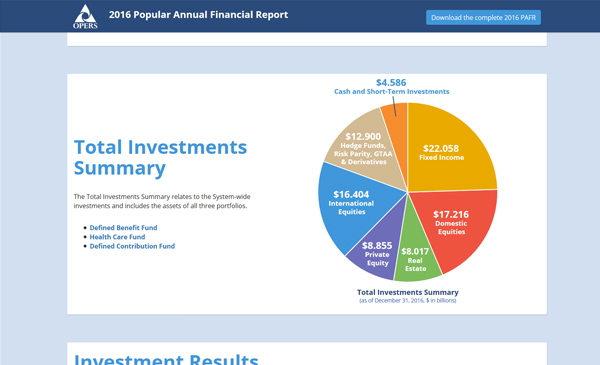 OPERS
2016 Popular Annual Financial Report
Download the complete 2016 PAFR
Total Investments
Summary
The Total Investments Summary relates to the System-wide
investments and includes the assets of all three portfolios.
Defined Benefit Fund
Health Care Fund
Defined Contribution Fund
$4.586
Cash and Short-Term Investments
$22.058
Fixed Income
$17.216
Domestic
Equities
$8.017
Real
Estate
$8.855
Private
Equity
$16.404
International
Equities
$12.900
Hedge Funds,
Risk Parity, GTAA
& Derivatives
Total Investments Summary
(as of December 31, 2016, $ in billions)
Investment Results